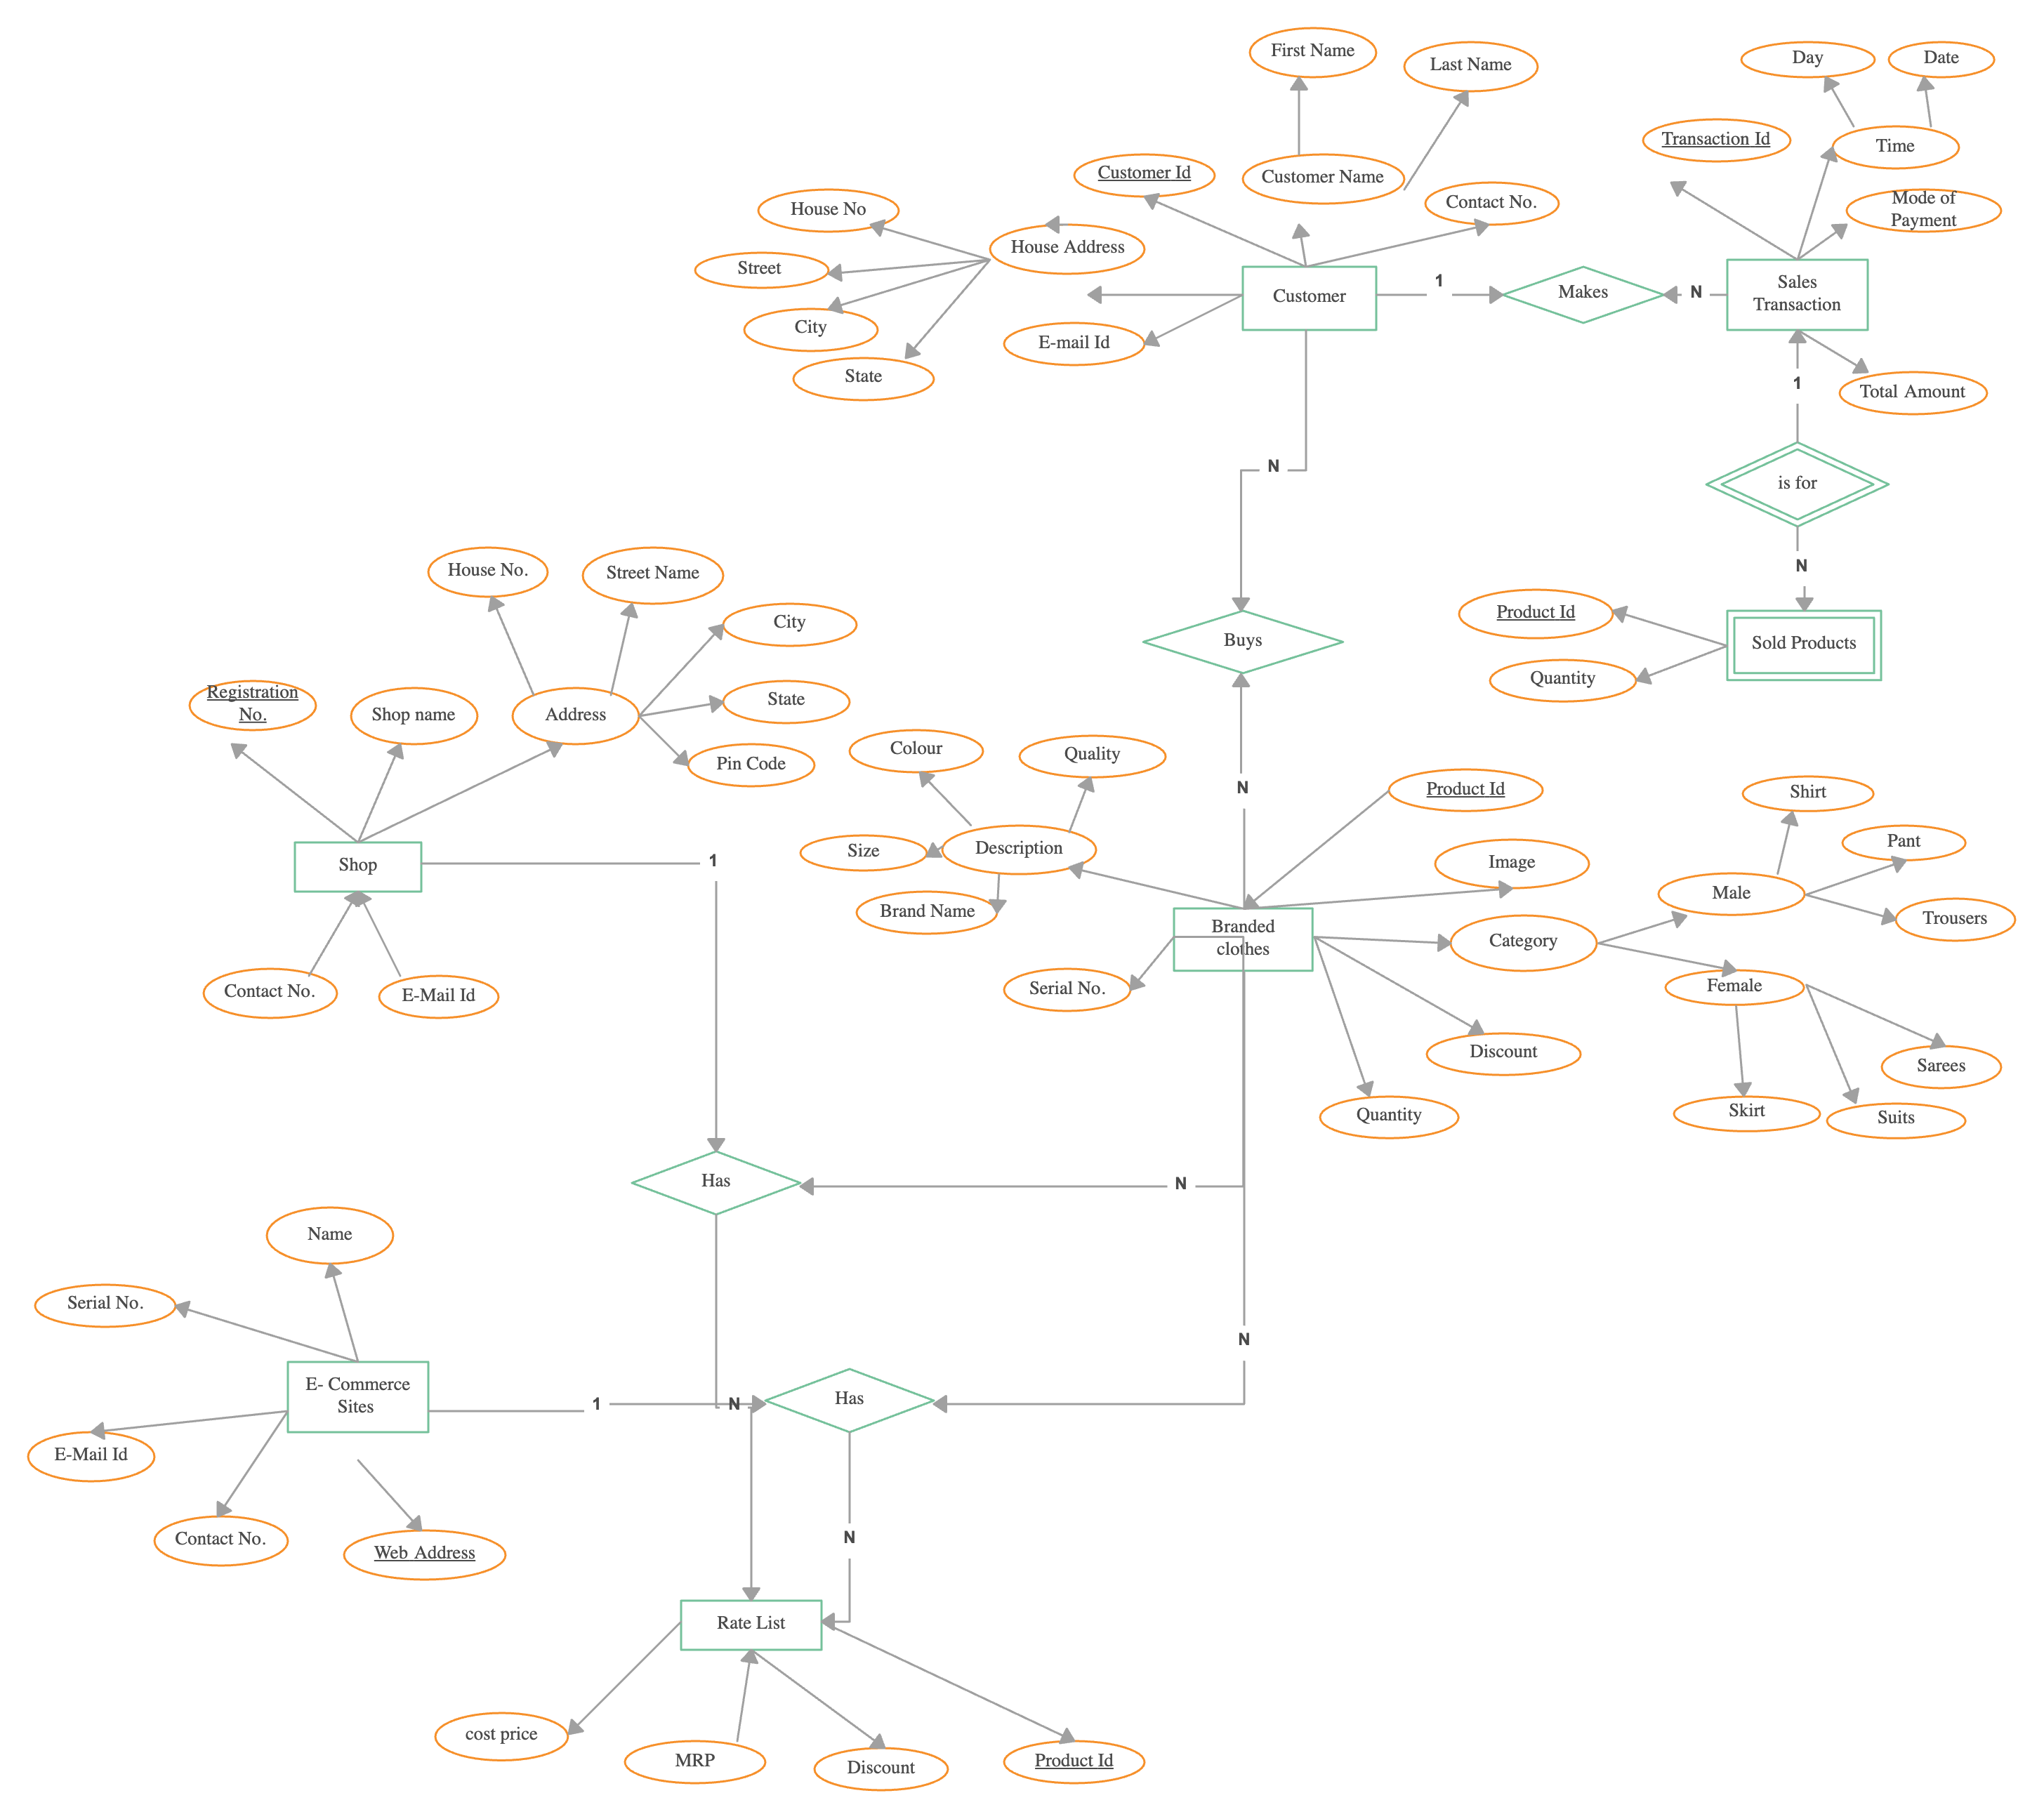 First Name
Last Name
Day
Date
Transaction Id
Time
Customer Id
Customer Name
Contact No.
Mode of
Payment
House No
House Address
Street
City
State
E-mail Id
Customer
1
Makes
N
Sales
Transaction
1
Total Amount
N
is for
N
House No.
Street Name
City
Registration
No.
Shop name
Address
State
Pin Code
Buys
Product Id
Sold Products
Quantity
Colour
Quality
N
Product Id
Shirt
Pant
Size
Description
Image
Male
Trousers
Brand Name
Shop
1
Branded
clothes
Category
Serial No.
Female
Contact No.
E-Mail Id
Discount
Sarees
Quantity
Skirt
Suits
Has
N
Name
Serial No.
N
E- Commerce
Sites
1
N
Has
E-Mail Id
Contact No.
Web Address
N
Rate List
cost price
MRP
Discount
Product Id